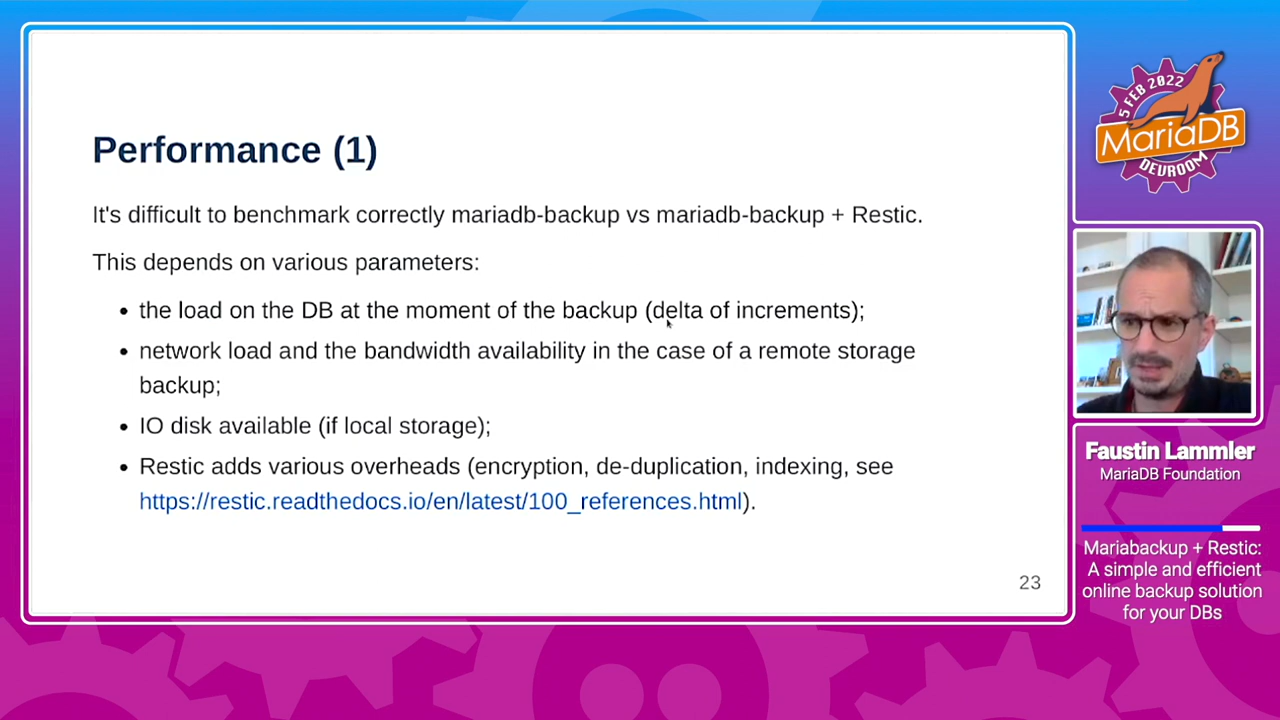 Performance (1)
It's difficult to benchmark correctly mariadb-backup vs mariadb-backup + Restic.
This depends on various parameters:
• the load on the DB at the moment of the backup (delta of increments);
• network load and the bandwidth availability in the case of a remote storage
backup;
• IO disk available (if local storage);
• Restic adds various overheads (encryption, de-duplication, indexing, see
https://restic.readthedocs.io/en/latest/100_references.html).
23
5 FEB 2022
MariaDB
DEVROOM
Faustin Lammler
MariaDB Foundation
Mariabackup + Restic:
A simple and efficient
online backup solution
for your DBs